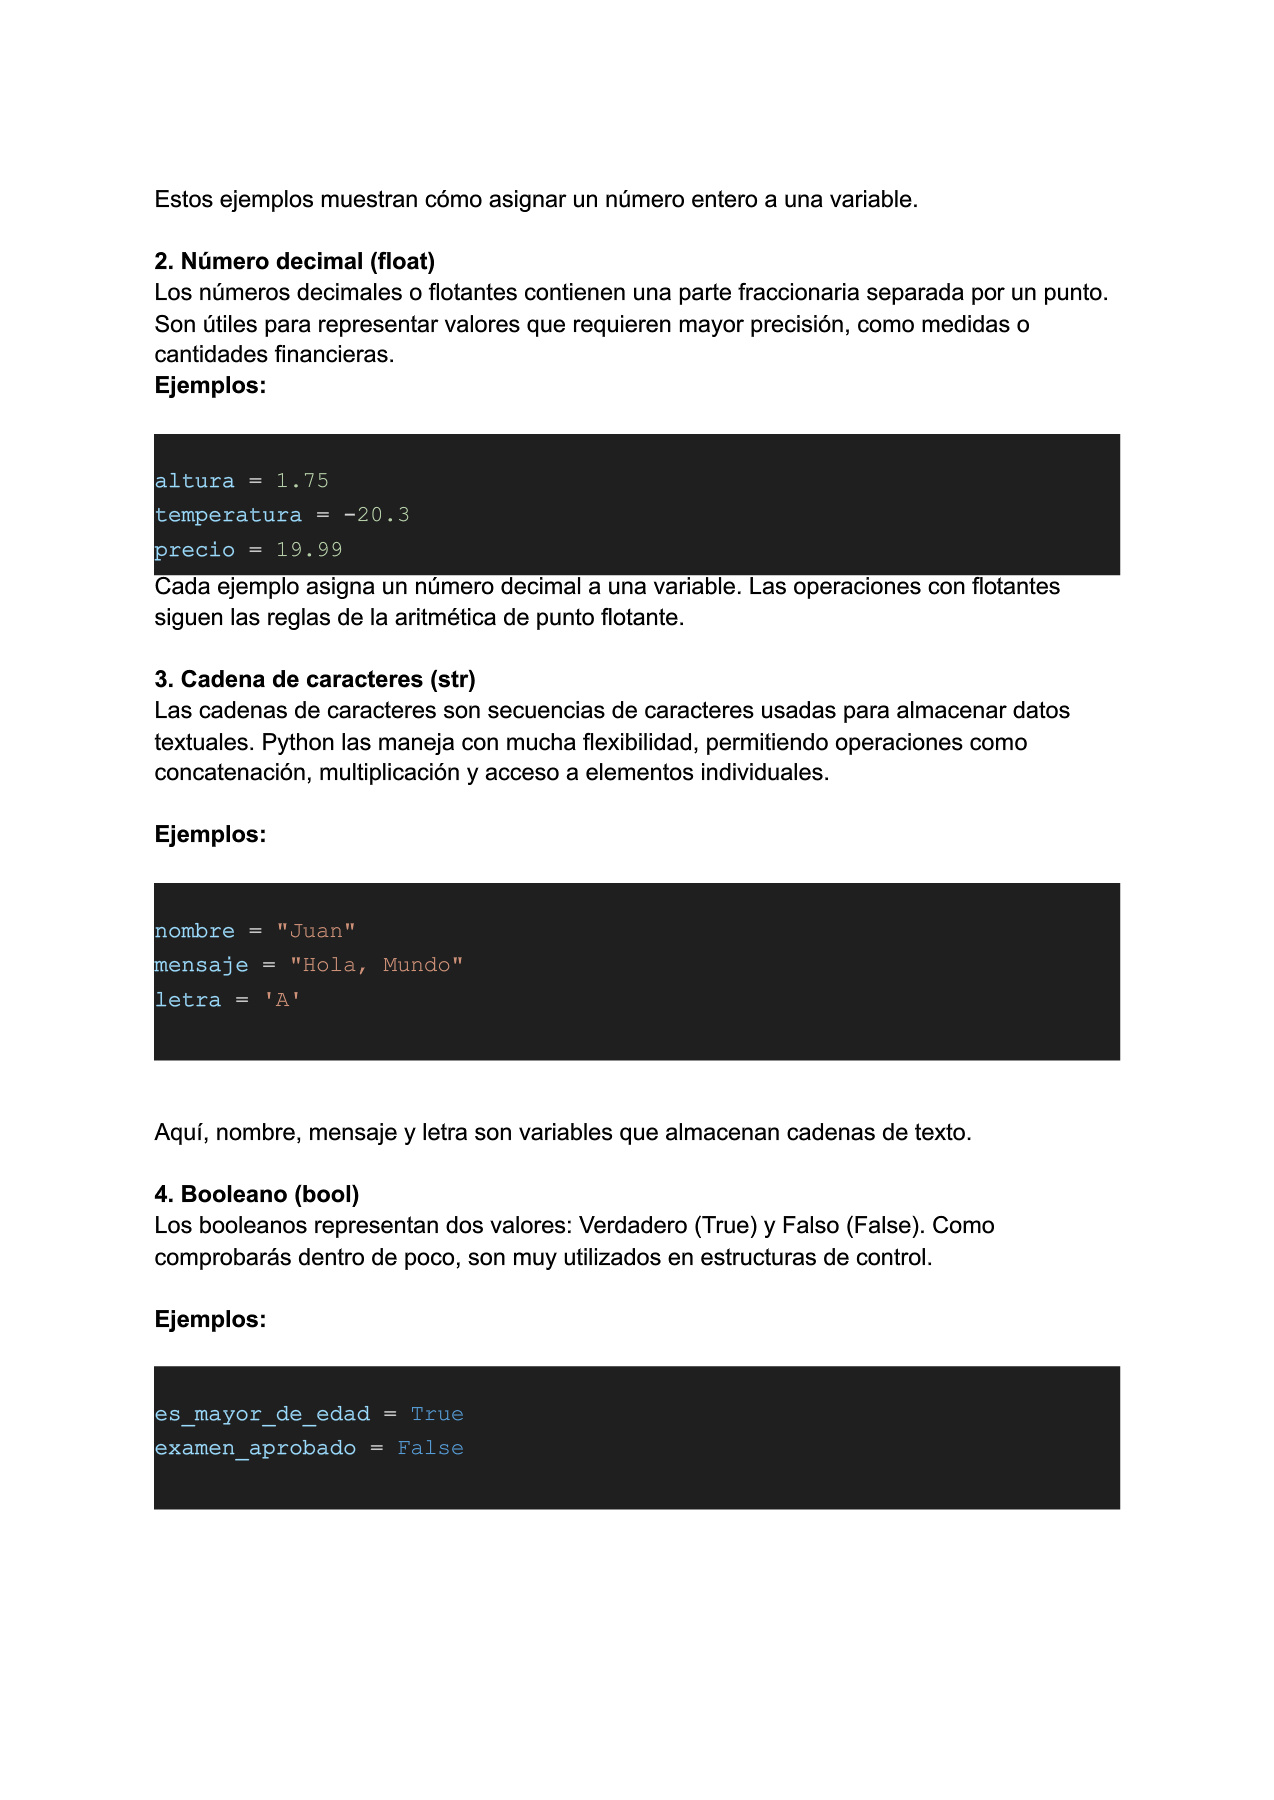 Estos ejemplos muestran cómo asignar un número entero a una variable.
2. Número decimal (float)
Los números decimales o flotantes contienen una parte fraccionaria separada por un punto.
Son útiles para representar valores que requieren mayor precisión, como medidas o
cantidades financieras.
Ejemplos:
altura = 1.75
temperatura = -20.3
precio = 19.99
Cada ejemplo asigna un número decimal a una variable. Las operaciones con flotantes
siguen las reglas de la aritmética de punto flotante.
3. Cadena de caracteres (str)
Las cadenas de caracteres son secuencias de caracteres usadas para almacenar datos
textuales. Python las maneja con mucha flexibilidad, permitiendo operaciones como
concatenación, multiplicación y acceso a elementos individuales.
Ejemplos:
nombre = "Juan"
mensaje = "Hola, Mundo"
letra = 'A'
Aquí, nombre, mensaje y letra son variables que almacenan cadenas de texto.
4. Booleano (bool)
Los booleanos representan dos valores: Verdadero (True) y Falso (False). Como
comprobarás dentro de poco, son muy utilizados en estructuras de control.
Ejemplos:
es_mayor_de_edad = True
examen_aprobado = False